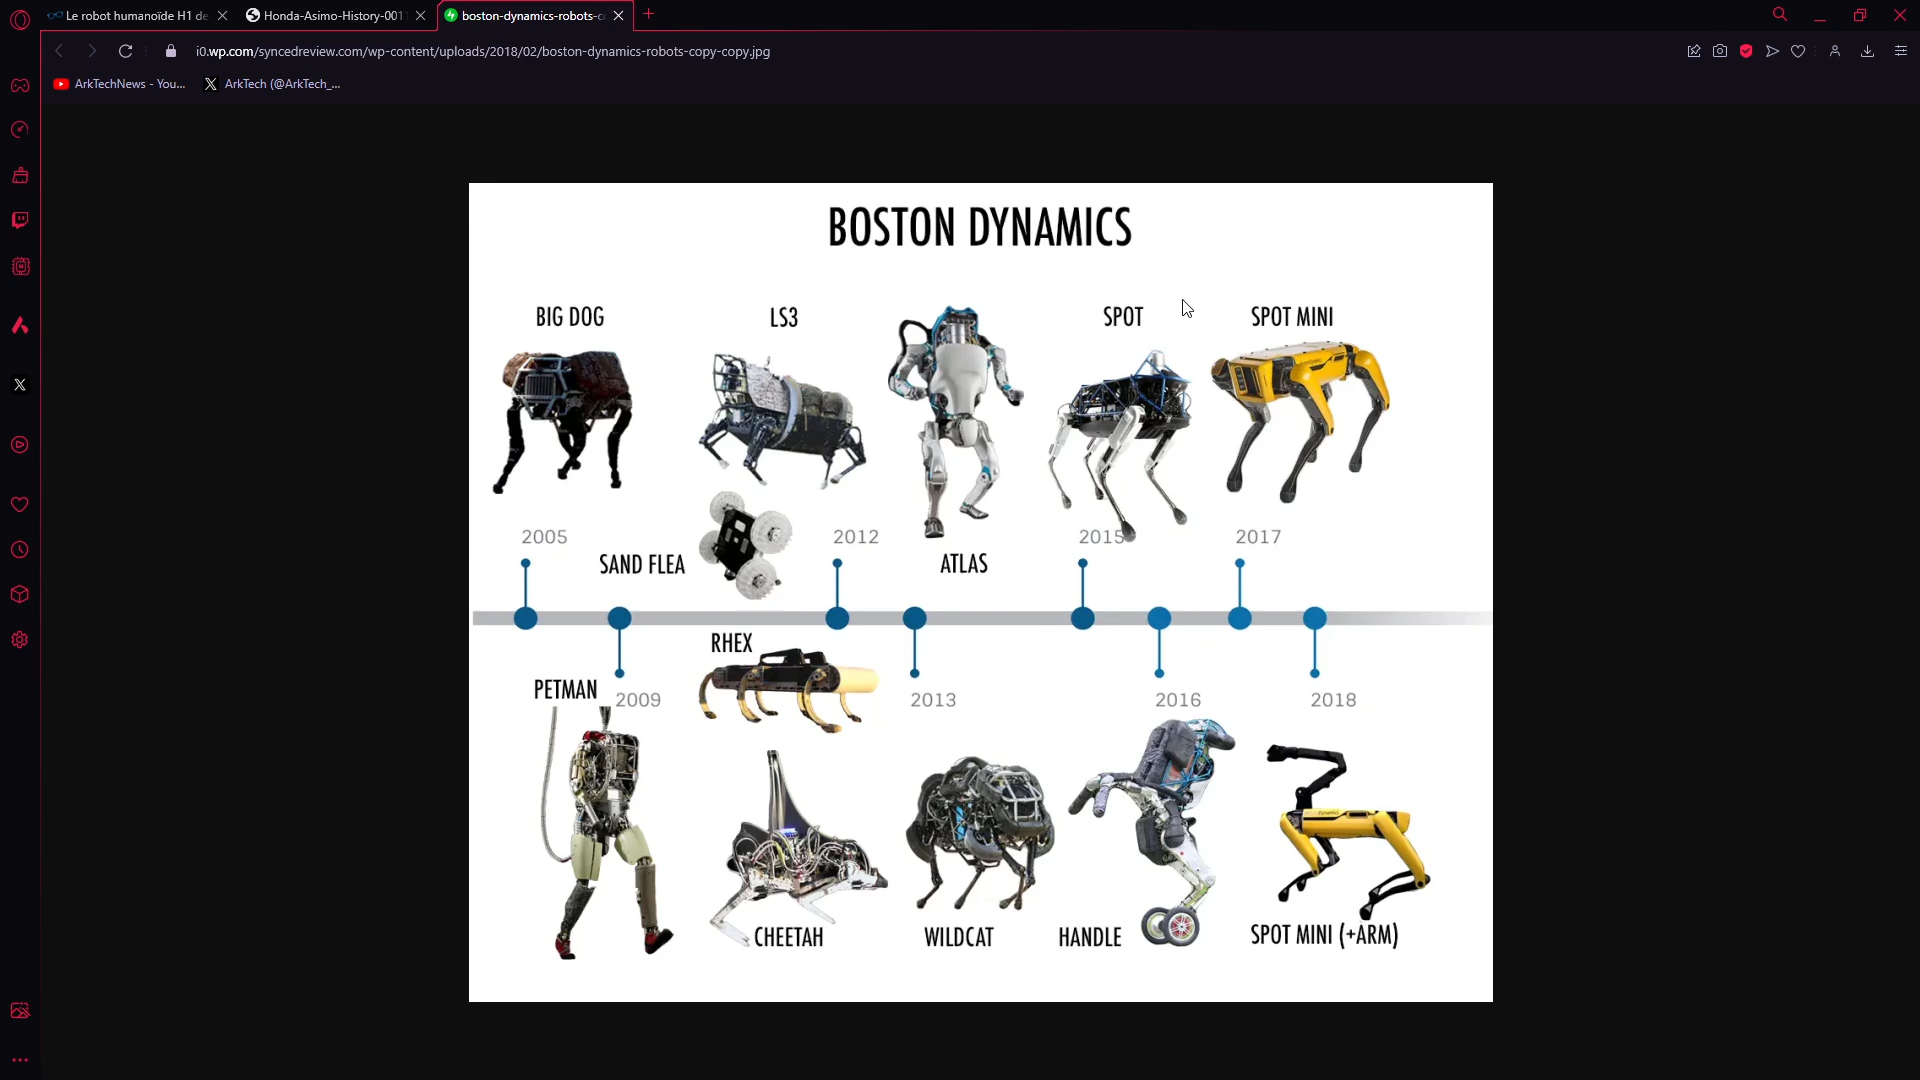 Le robot humanoïde H1 de
Honda-Asimo-History-001
boston-dynamics-robots-c
i0.wp.com/syncedreview.com/wp-content/uploads/2018/02/boston-dynamics-robots-copy-copy.jpg
ArkTechNews - You...
ArkTech (@ArkTech_...
BOSTON DYNAMICS
BIG DOG
LS3
SPOT
SPOT MINI
2005
2012
2015
2017
SAND FLEA
ATLAS
RHEX
PETMAN
2009
2013
2016
2018
CHEETAH
WILDCAT
HANDLE
SPOT MINI (+ARM)